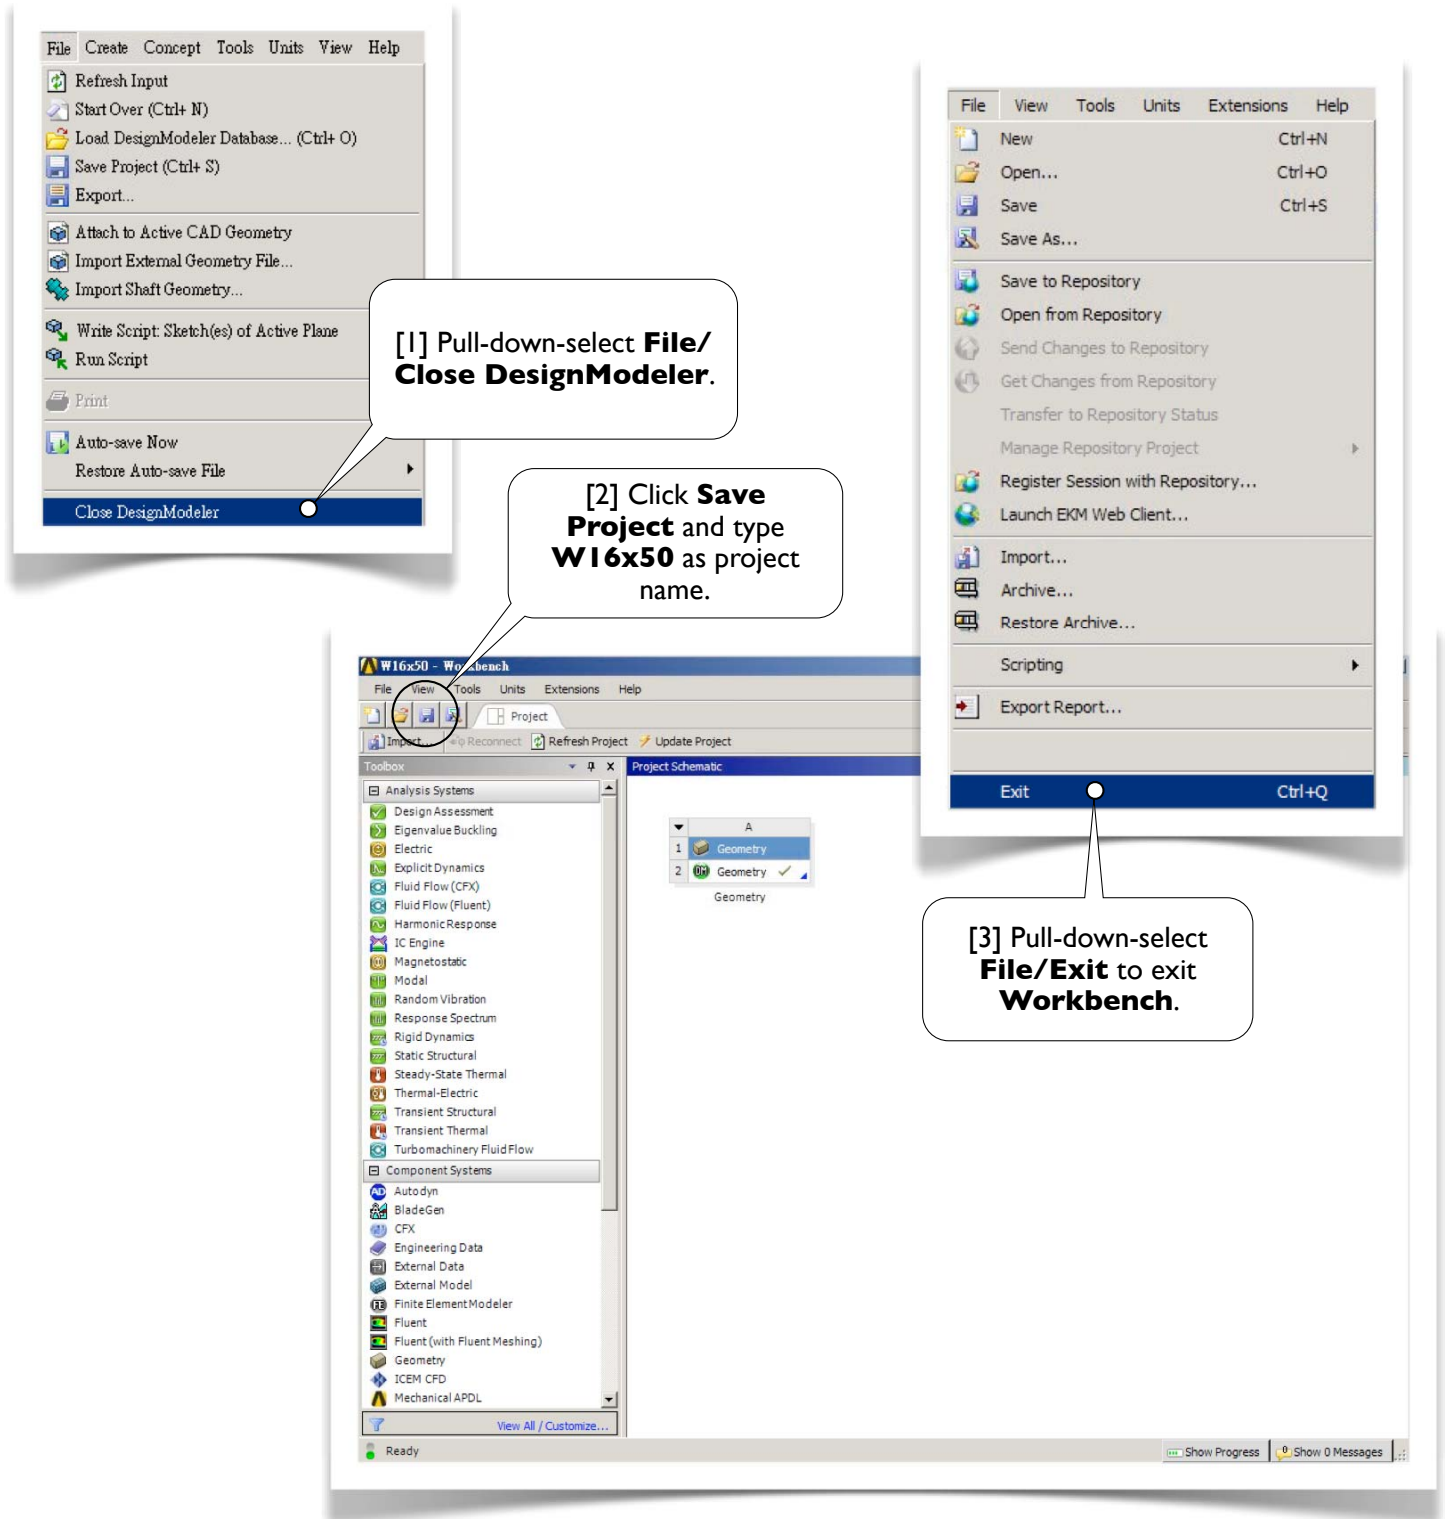 File Create Concept Tools Units View Help
Refresh Input
Start Over (Ctrl+ N)
Load DesignModeler Database... (Ctrl+ O)
Save Project (Ctrl+ S)
Export...
Attach to Active CAD Geometry
Import External Geometry File...
Import Shaft Geometry...
Write Script: Sketch(es) of Active Plane
Run Script
Print
Auto-save Now
Restore Auto-save File
Close DesignModeler
[1] Pull-down-select File/
Close DesignModeler.
[2] Click Save
Project and type
W16x50 as project
name.
File View Tools Units Extensions Help
New Ctrl+N
Open... Ctrl+O
Save Ctrl+S
Save As...
Save to Repository
Open from Repository
Send Changes to Repository
Get Changes from Repository
Transfer to Repository Status
Manage Repository Project
Register Session with Repository...
Launch EKM Web Client...
Import...
Archive...
Restore Archive...
Scripting
Export Report...
Exit Ctrl+Q
[3] Pull-down-select
File/Exit to exit
Workbench.
W16x50 - Workbench
File View Tools Units Extensions Help
Project
Import... Reconnect Refresh Project Update Project
Toolbox
Analysis Systems
Design Assessment
Eigenvalue Buckling
Electric
Explicit Dynamics
Fluid Flow (CFX)
Fluid Flow (Fluent)
Harmonic Response
IC Engine
Magnetostatic
Modal
Random Vibration
Response Spectrum
Rigid Dynamics
Static Structural
Steady-State Thermal
Thermal-Electric
Transient Structural
Transient Thermal
Turbomachinery Fluid Flow
Component Systems
Autodyn
BladeGen
CFX
Engineering Data
External Data
External Model
Finite Element Modeler
Fluent
Fluent (with Fluent Meshing)
Geometry
ICEM CFD
Mechanical APDL
View All / Customize...
Project Schematic
A
1 Geometry
2 Geometry
Geometry
Ready
Show Progress
Show 0 Messages